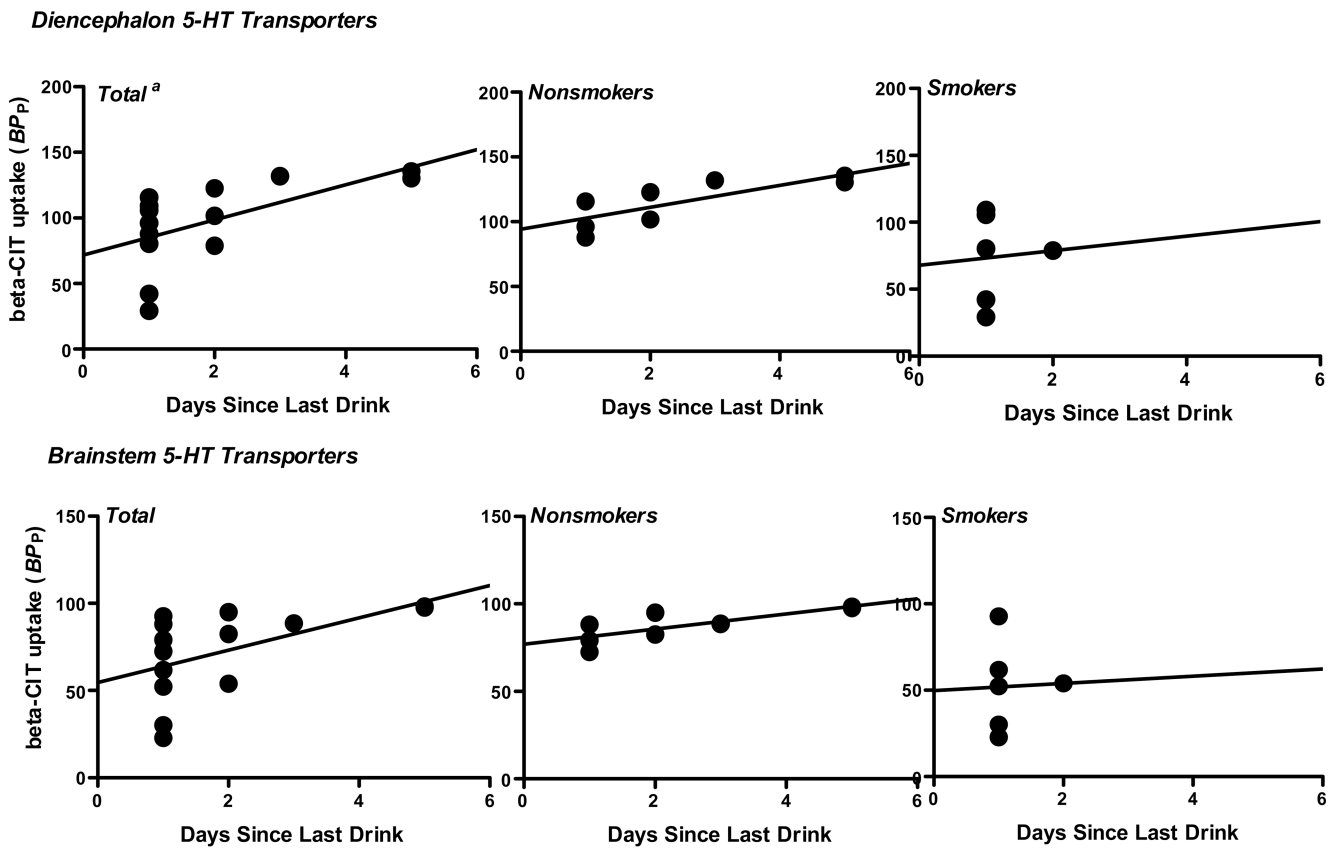 Diencephalon 5-HT Transporters
Total a
Nonsmokers
Smokers
beta-CIT uptake ( BPP)
200
150
100
50
0
0 2 4 6
Days Since Last Drink
200
150
100
50
0
0 2 4 6
Days Since Last Drink
200
150
100
50
0
0 2 4 6
Days Since Last Drink
Brainstem 5-HT Transporters
Total
Nonsmokers
Smokers
beta-CIT uptake ( BPP)
150
100
50
0
0 2 4 6
Days Since Last Drink
150
100
50
0
0 2 4 6
Days Since Last Drink
150
100
50
0
0 2 4 6
Days Since Last Drink